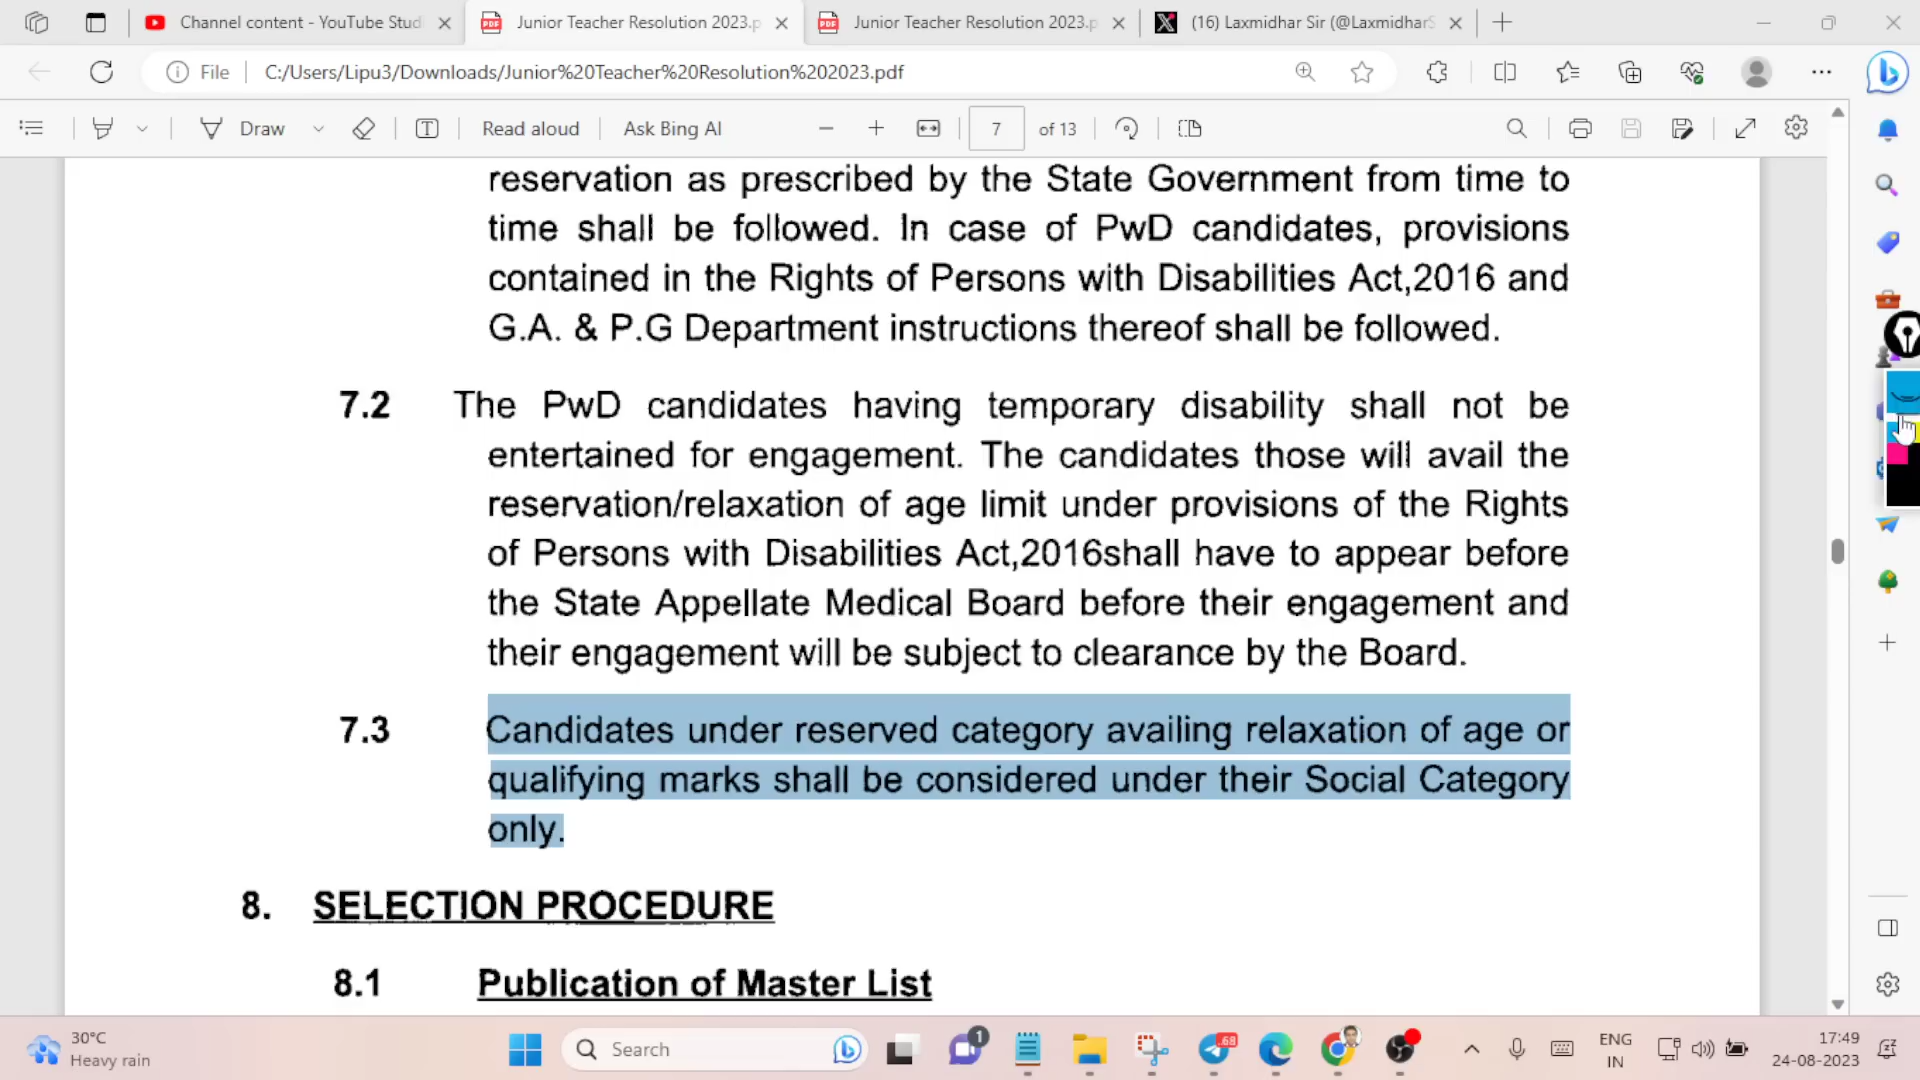 Channel content - YouTube Stud
Junior Teacher Resolution 2023.p
Junior Teacher Resolution 2023.p
(16) Laxmidhar Sir (@LaxmidharS
File
C:/Users/Lipu3/Downloads/Junior%20Teacher%20Resolution%202023.pdf
Draw
Read aloud
Ask Bing AI
7
of 13
reservation as prescribed by the State Government from time to
time shall be followed. In case of PwD candidates, provisions
contained in the Rights of Persons with Disabilities Act,2016 and
G.A. & P.G Department instructions thereof shall be followed.
7.2 The PwD candidates having temporary disability shall not be
entertained for engagement. The candidates those will avail the
reservation/relaxation of age limit under provisions of the Rights
of Persons with Disabilities Act,2016shall have to appear before
the State Appellate Medical Board before their engagement and
their engagement will be subject to clearance by the Board.
7.3 Candidates under reserved category availing relaxation of age or
qualifying marks shall be considered under their Social Category
only.
8. SELECTION PROCEDURE
8.1 Publication of Master List
30°C
Heavy rain
Search
1
.68
ENG
IN
17:49
24-08-2023